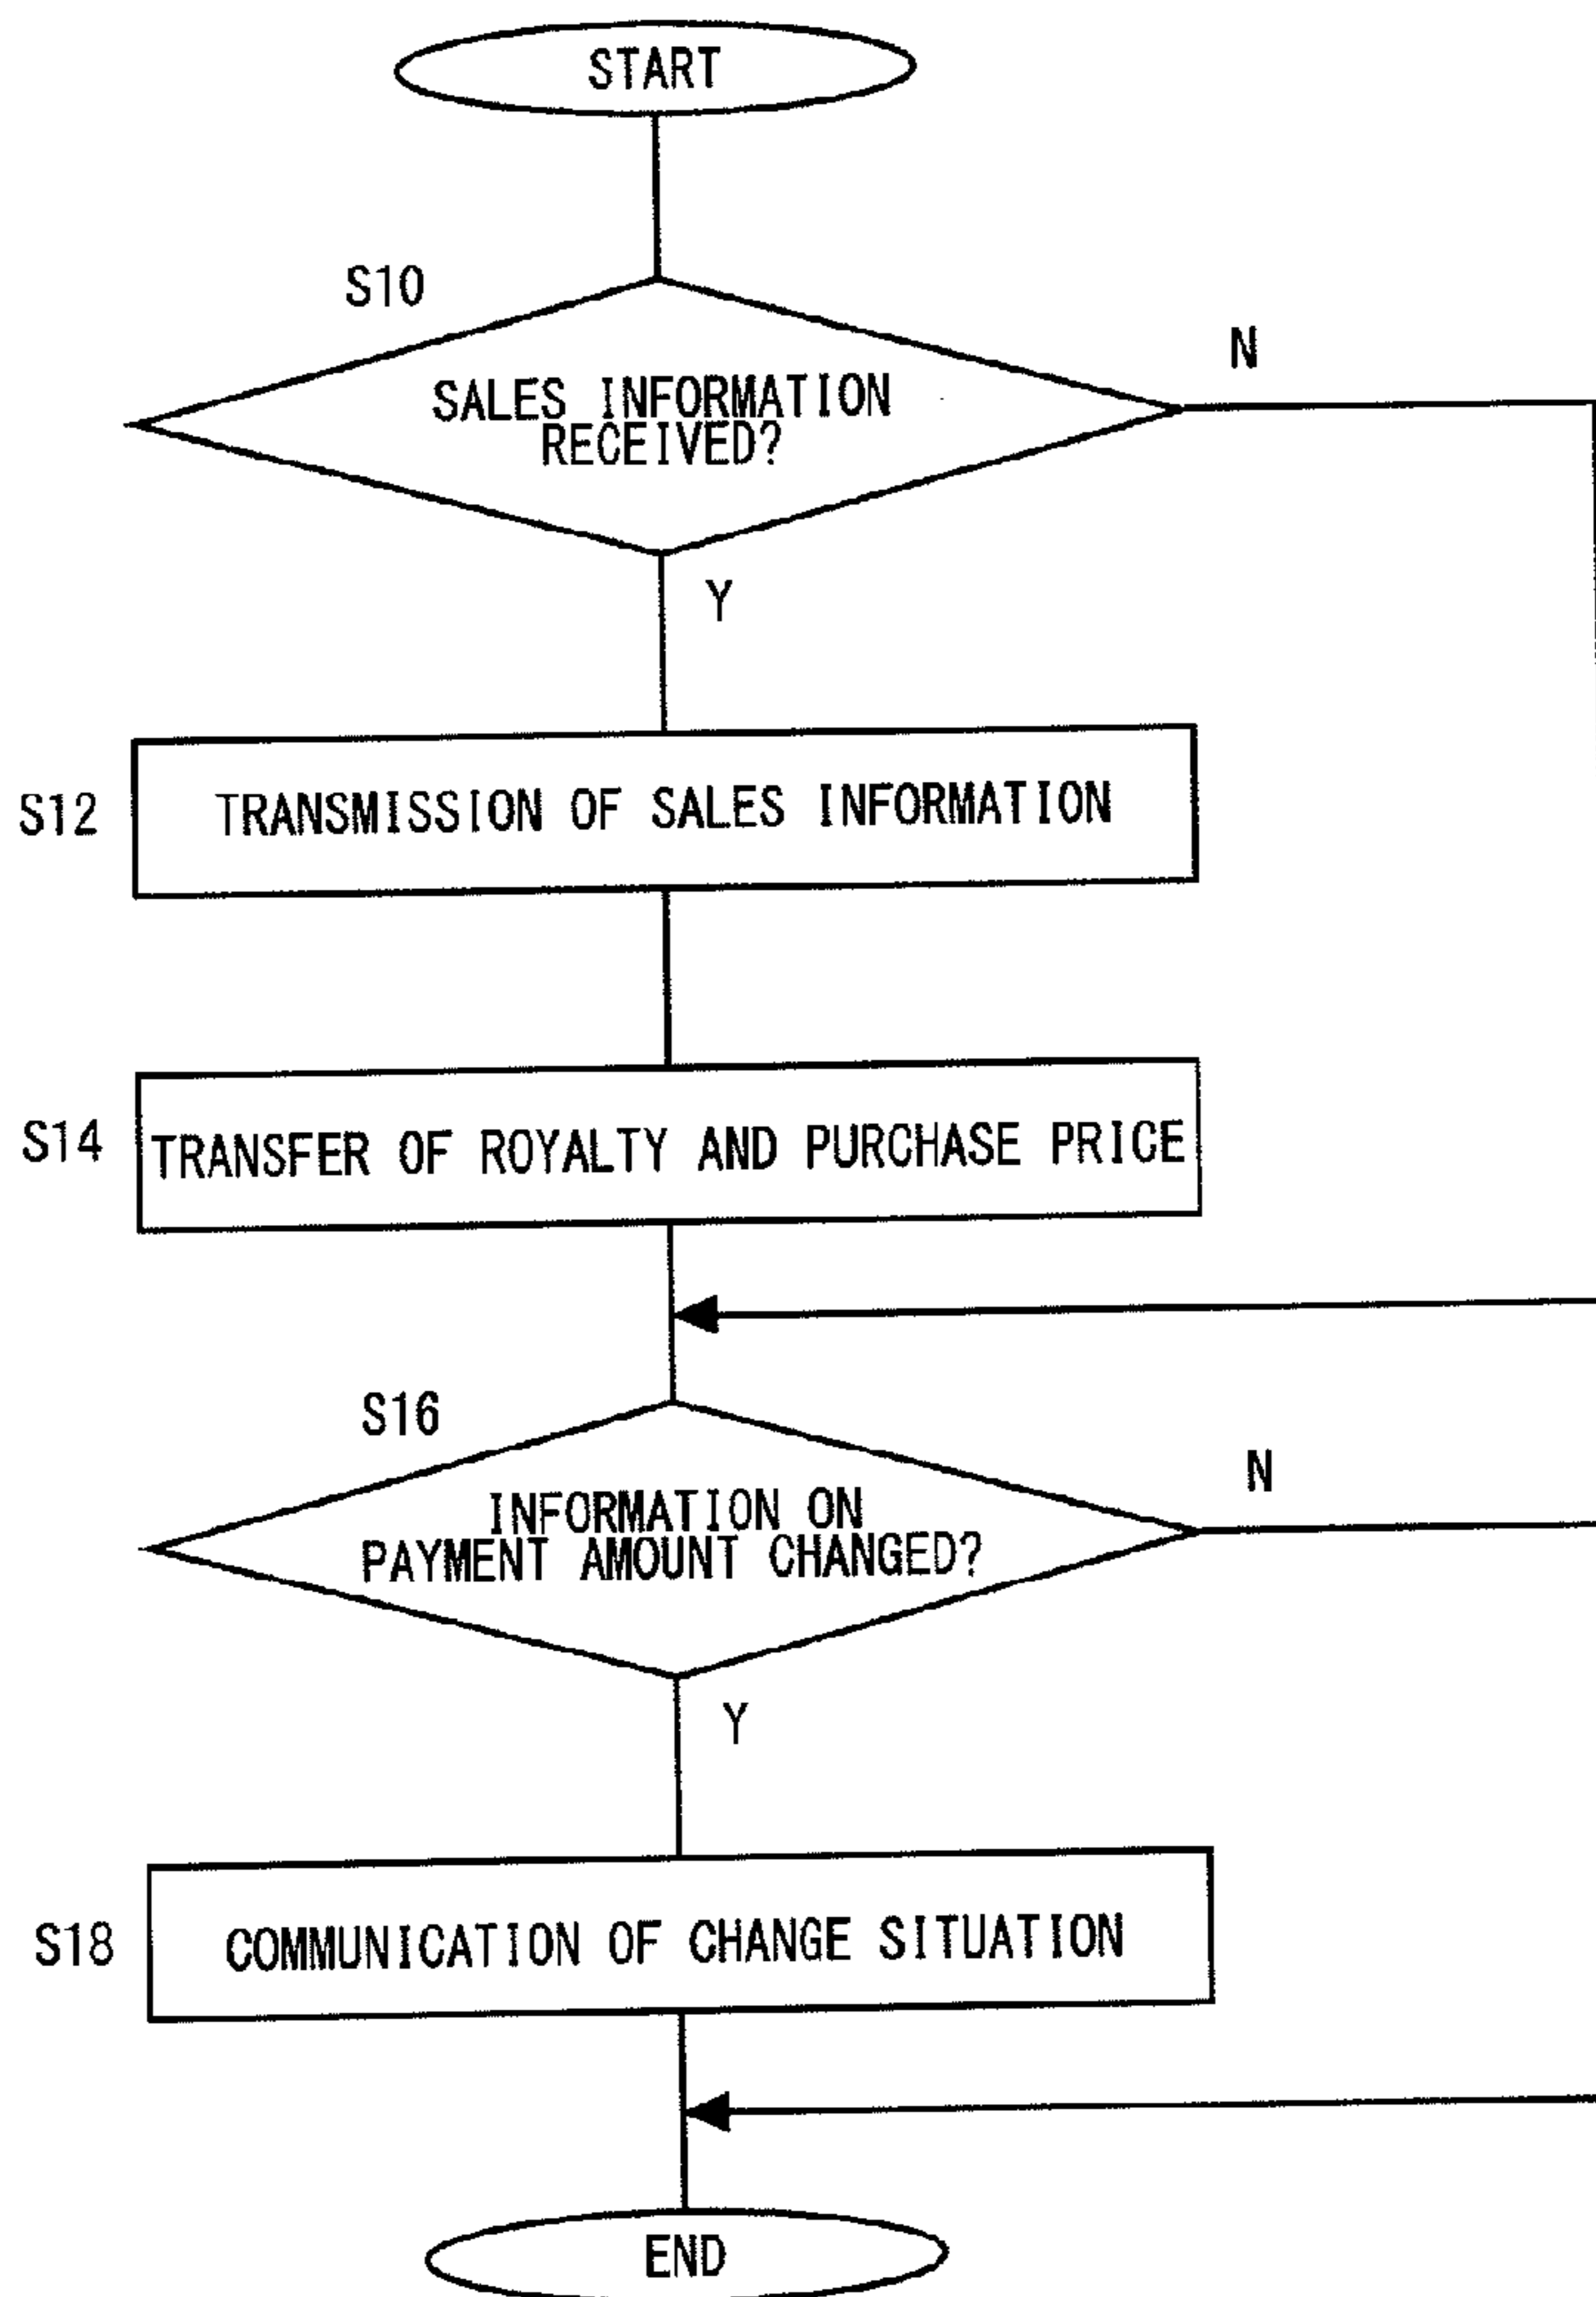 START
S10
N
SALES INFORMATION
RECEIVED?
Y
S12
TRANSMISSION OF SALES INFORMATION
S14
TRANSFER OF ROYALTY AND PURCHASE PRICE
S16
N
INFORMATION ON
PAYMENT AMOUNT CHANGED?
Y
S18
COMMUNICATION OF CHANGE SITUATION
END